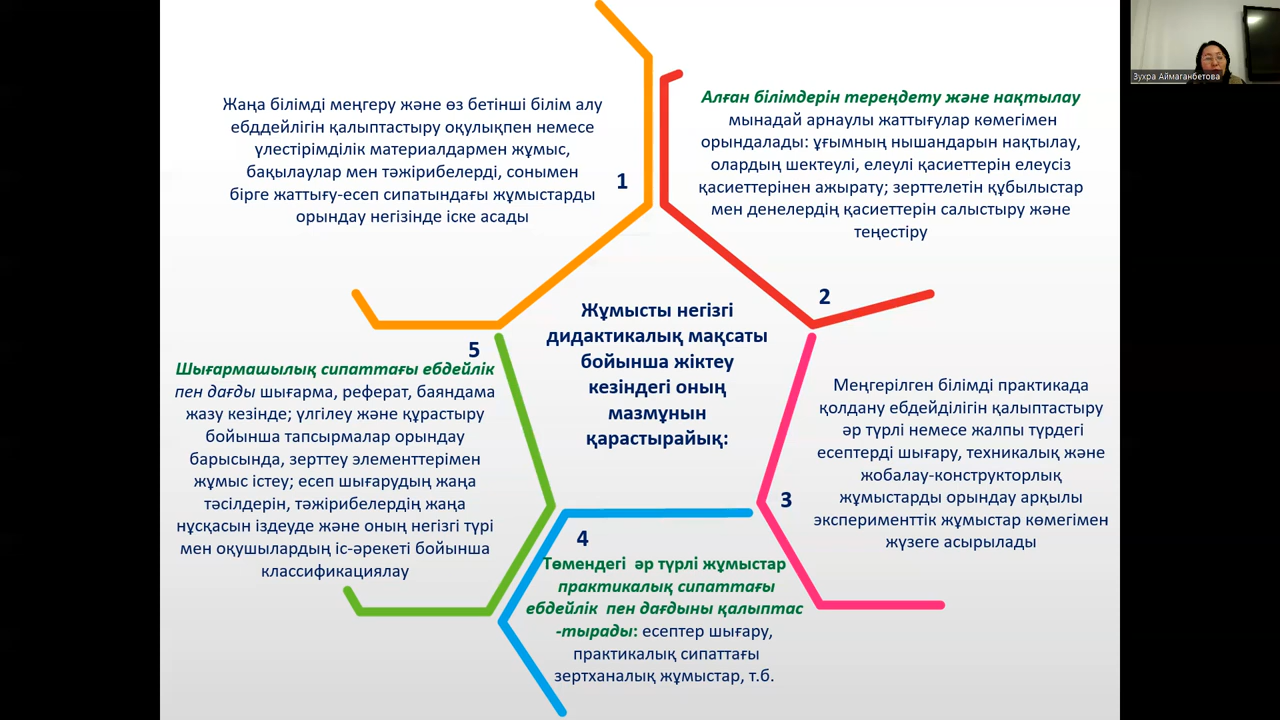 Жаңа білімді меңгеру және өз бетінші білім алу
ебддейлігін қалыптастыру оқулықпен немесе
үлестірімділік материалдармен жұмыс,
бақылаулар мен тәжірибелерді, сонымен
бірге жаттығу-есеп сипатындағы жұмыстарды
орындау негізінде іске асады
1
Алған білімдерін тереңдету және нақтылау
мынадай арнаулы жаттығулар көмегімен
орындалады: ұғымның нышандарын нақтылау,
олардың шектеулі, елеулі қасиеттерін елеусіз
қасиеттерінен ажырату; зерттелетін құбылыстар
мен денелердің қасиеттерін салыстыру және
теңестіру
2
Жұмысты негізгі
дидактикалық мақсаты
бойынша жіктеу
кезіндегі оның
мазмұнын
қарастырайық:
Меңгерілген білімді практикада
қолдану ебдейділігін қалыптастыру
әр түрлі немесе жалпы түрдегі
есептерді шығару, техникалық және
жобалау-конструкторлық
жұмыстарды орындау арқылы
эксперименттік жұмыстар көмегімен
жүзеге асырылады
3
4
Төмендегі әр түрлі жұмыстар
практикалық сипаттағы
ебдейлік пен дағдыны қалыптас
-тырады: есептер шығару,
практикалық сипаттағы
зертханалық жұмыстар, т.б.
5
Шығармашылық сипаттағы ебдейлік
пен дағды шығарма, реферат, баяндама
жазу кезінде; үлгілеу және құрастыру
бойынша тапсырмалар орындау
барысында, зерттеу элементтерімен
жұмыс істеу; есеп шығарудың жаңа
тәсілдерін, тәжірибелердің жаңа
нұсқасын іздеуде және оның негізгі түрі
мен оқушылардың іс-әрекеті бойынша
классификациялау
Зухра Аймаганбетова